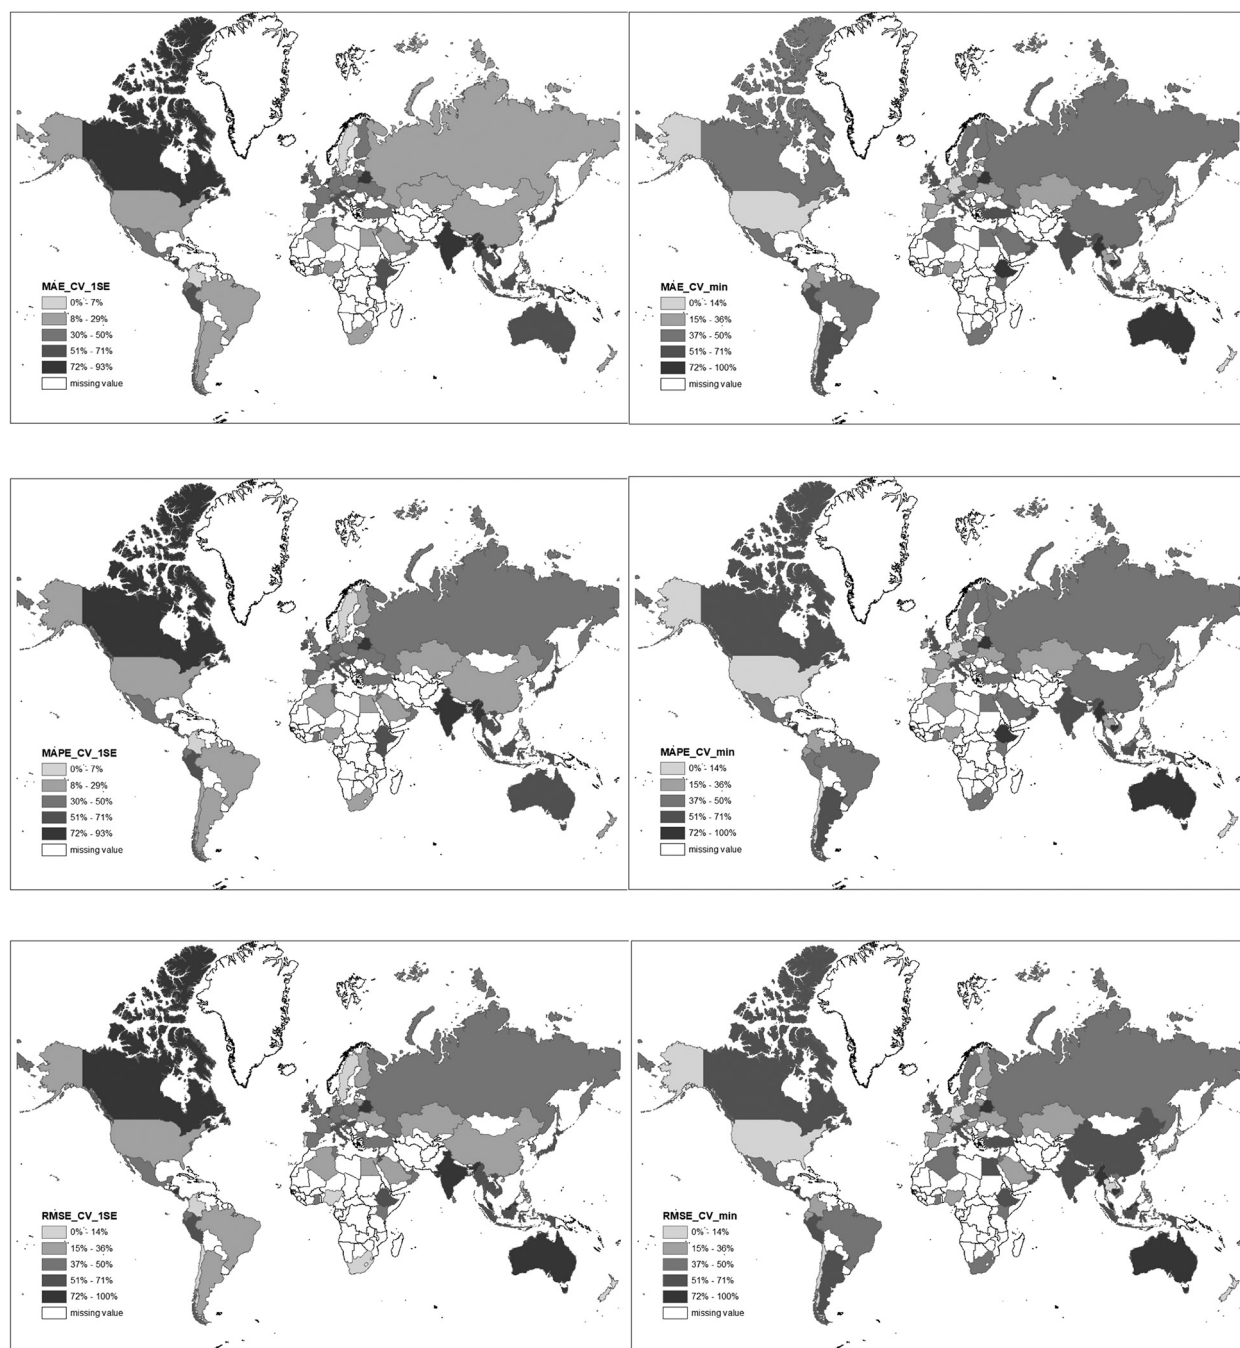 MAE_CV_1SE
0% - 7%
8% - 29%
30% - 50%
51% - 71%
72% - 93%
missing value
MAE_CV_min
0% - 14%
15% - 36%
37% - 50%
51% - 71%
72% - 100%
missing value
MAPE_CV_1SE
0% - 7%
8% - 29%
30% - 50%
51% - 71%
72% - 93%
missing value
MAPE_CV_min
0% - 14%
15% - 36%
37% - 50%
51% - 71%
72% - 100%
missing value
RMSE_CV_1SE
0% - 14%
15% - 36%
37% - 50%
51% - 71%
72% - 100%
missing value
RMSE_CV_min
0% - 14%
15% - 36%
37% - 50%
51% - 71%
72% - 100%
missing value